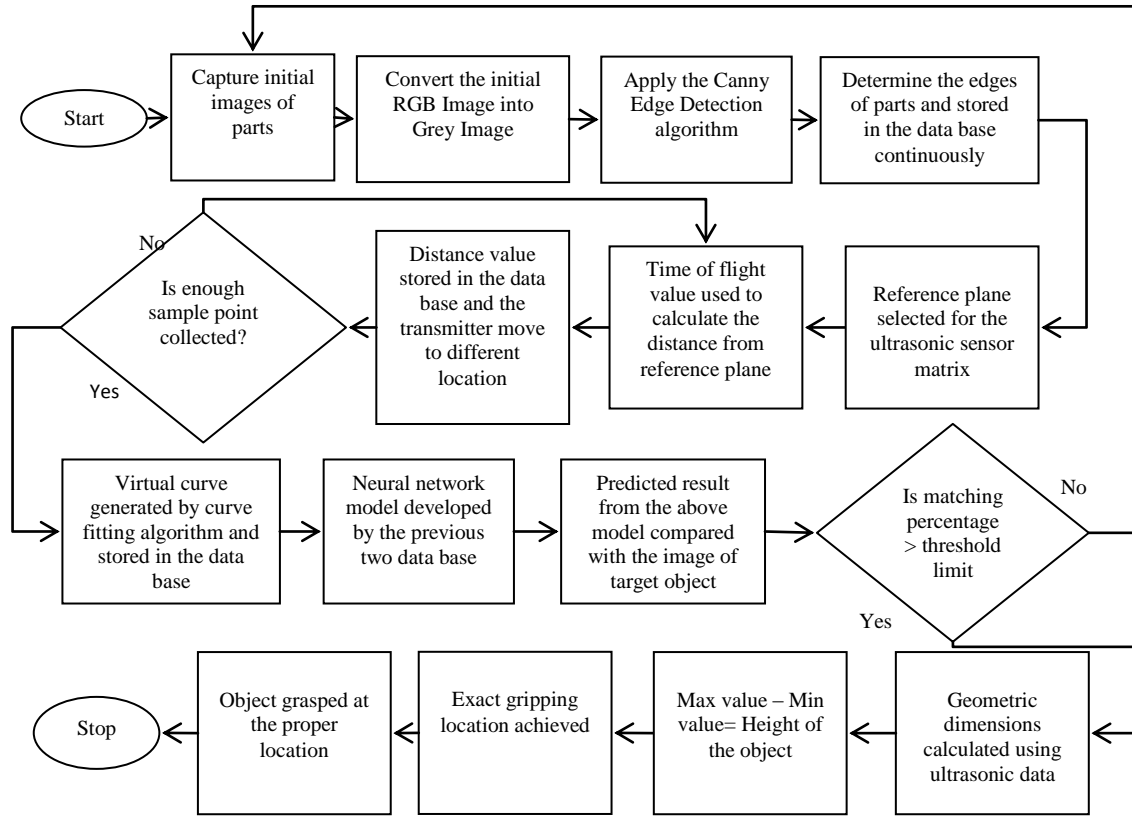 Start
Capture initial
images of
parts
Convert the initial
RGB Image into
Grey Image
Apply the Canny
Edge Detection
algorithm
Determine the edges
of parts and stored
in the data base
continuously
Reference plane
selected for the
ultrasonic sensor
matrix
Time of flight
value used to
calculate the
distance from
reference plane
Distance value
stored in the data
base and the
transmitter move
to different
location
No
Is enough
sample point
collected?
Yes
Virtual curve
generated by curve
fitting algorithm and
stored in the data
base
Neural network
model developed
by the previous
two data base
Predicted result
from the above
model compared
with the image of
target object
Is matching
percentage
> threshold
limit
No
Yes
Geometric
dimensions
calculated using
ultrasonic data
Max value – Min
value= Height of
the object
Exact gripping
location achieved
Object grasped at
the proper
location
Stop